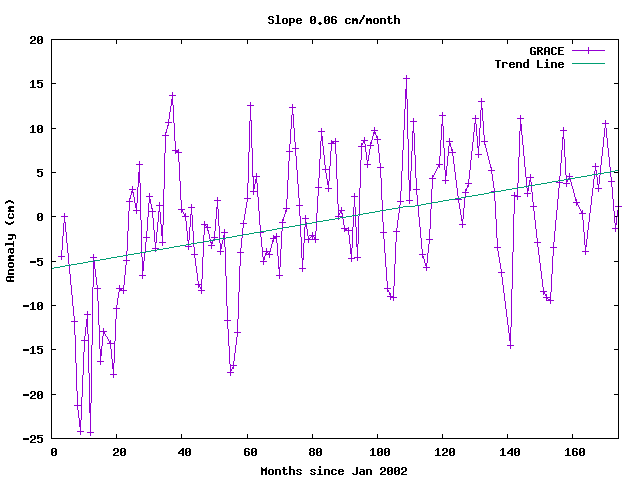 Slope 0.06 cm/month
GRACE
Trend Line
20
15
10
5
0
-5
-10
-15
-20
-25
Anomaly (cm)
0 20 40 60 80 100 120 140 160
Months since Jan 2002